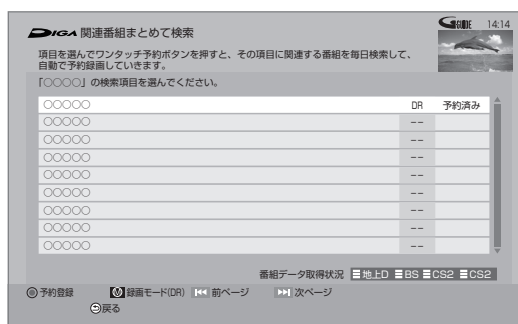 DIGA 関連番組まとめて検索
G-GUIDE 14:14
項目を選んでワンタッチ予約ボタンを押すと、その項目に関連する番組を毎日検索して、
自動で予約録画していきます。
「○○○○」の検索項目を選んでください。
○○○○○ DR 予約済み
○○○○○ --
○○○○○ --
○○○○○ --
○○○○○ --
○○○○○ --
○○○○○ --
○○○○○ --
○○○○○ --
番組データ取得状況 地上D BS CS2 CS2
予約登録 録画モード(DR) 前ページ 次ページ
戻る